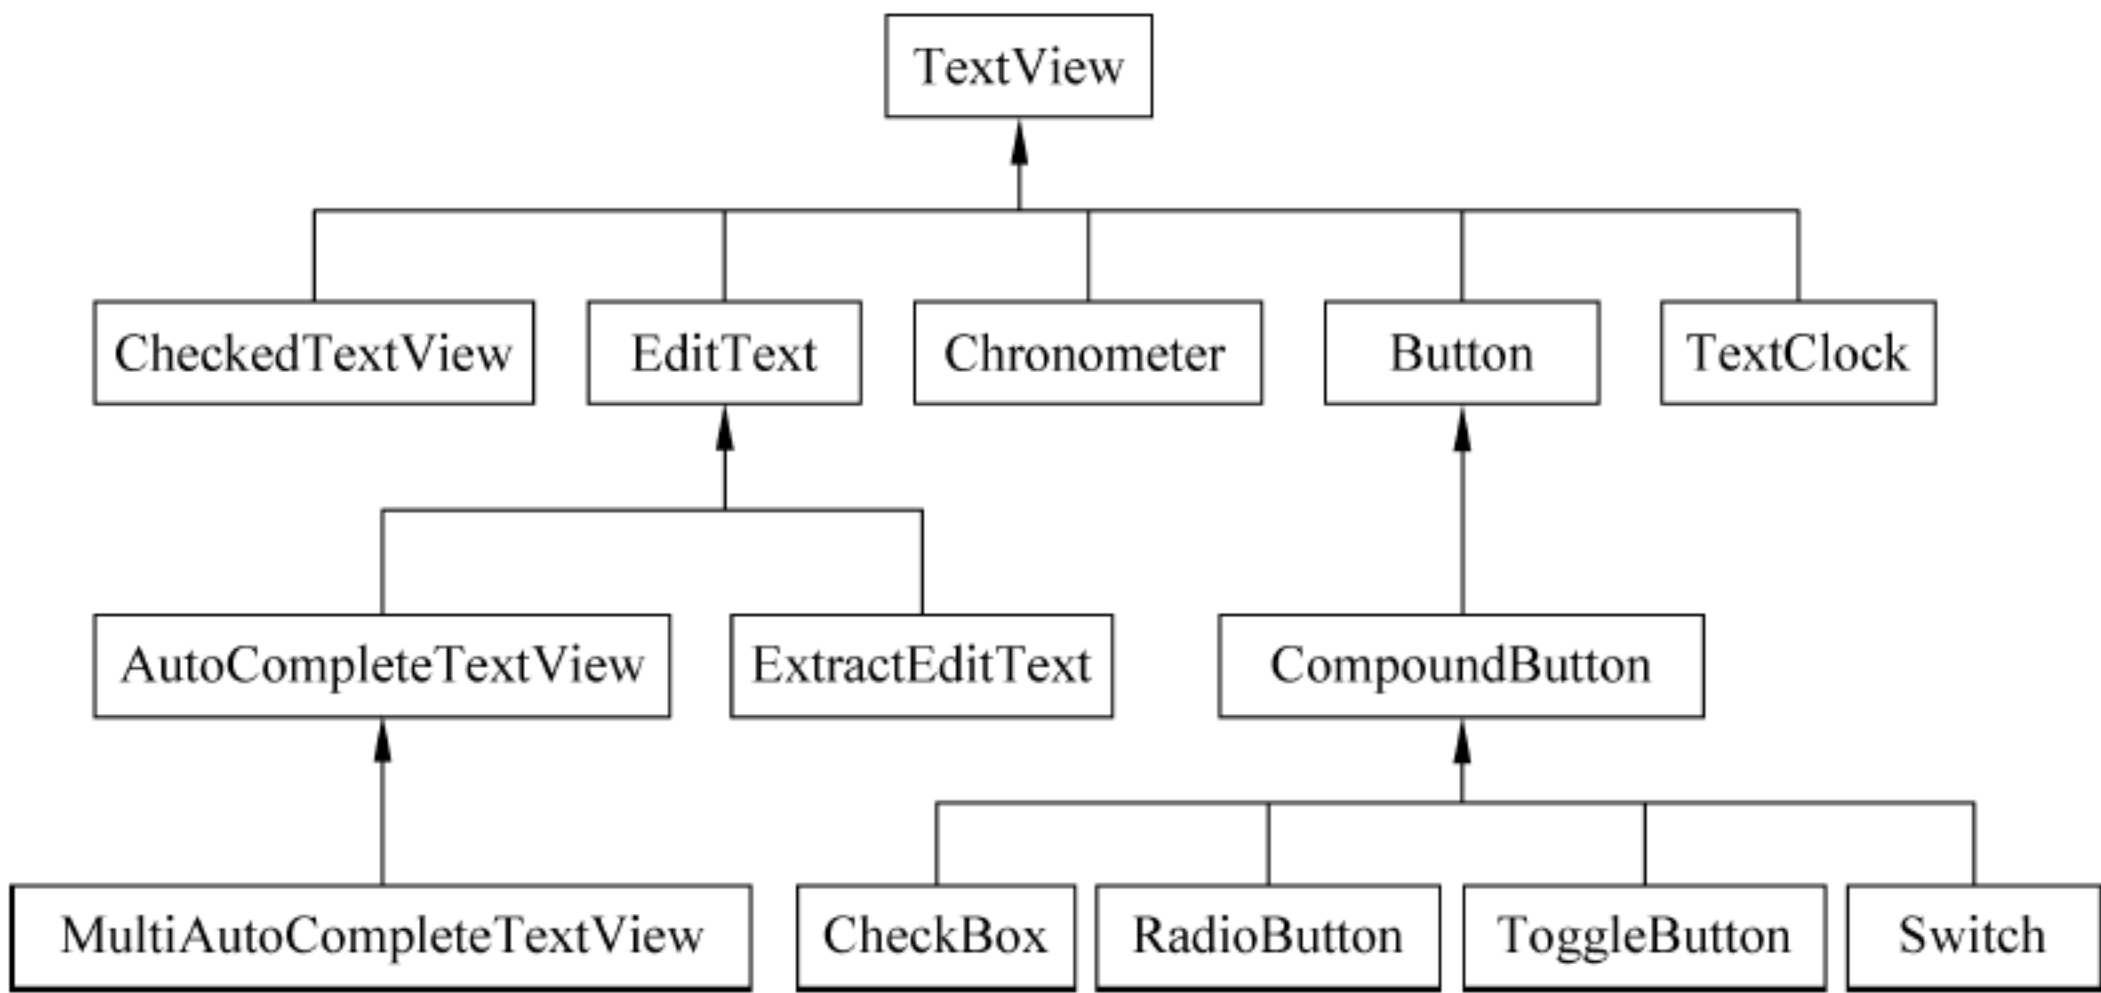 TextView
CheckedTextView EditText Chronometer Button TextClock
AutoCompleteTextView ExtractEditText CompoundButton
MultiAutoCompleteTextView CheckBox RadioButton ToggleButton Switch